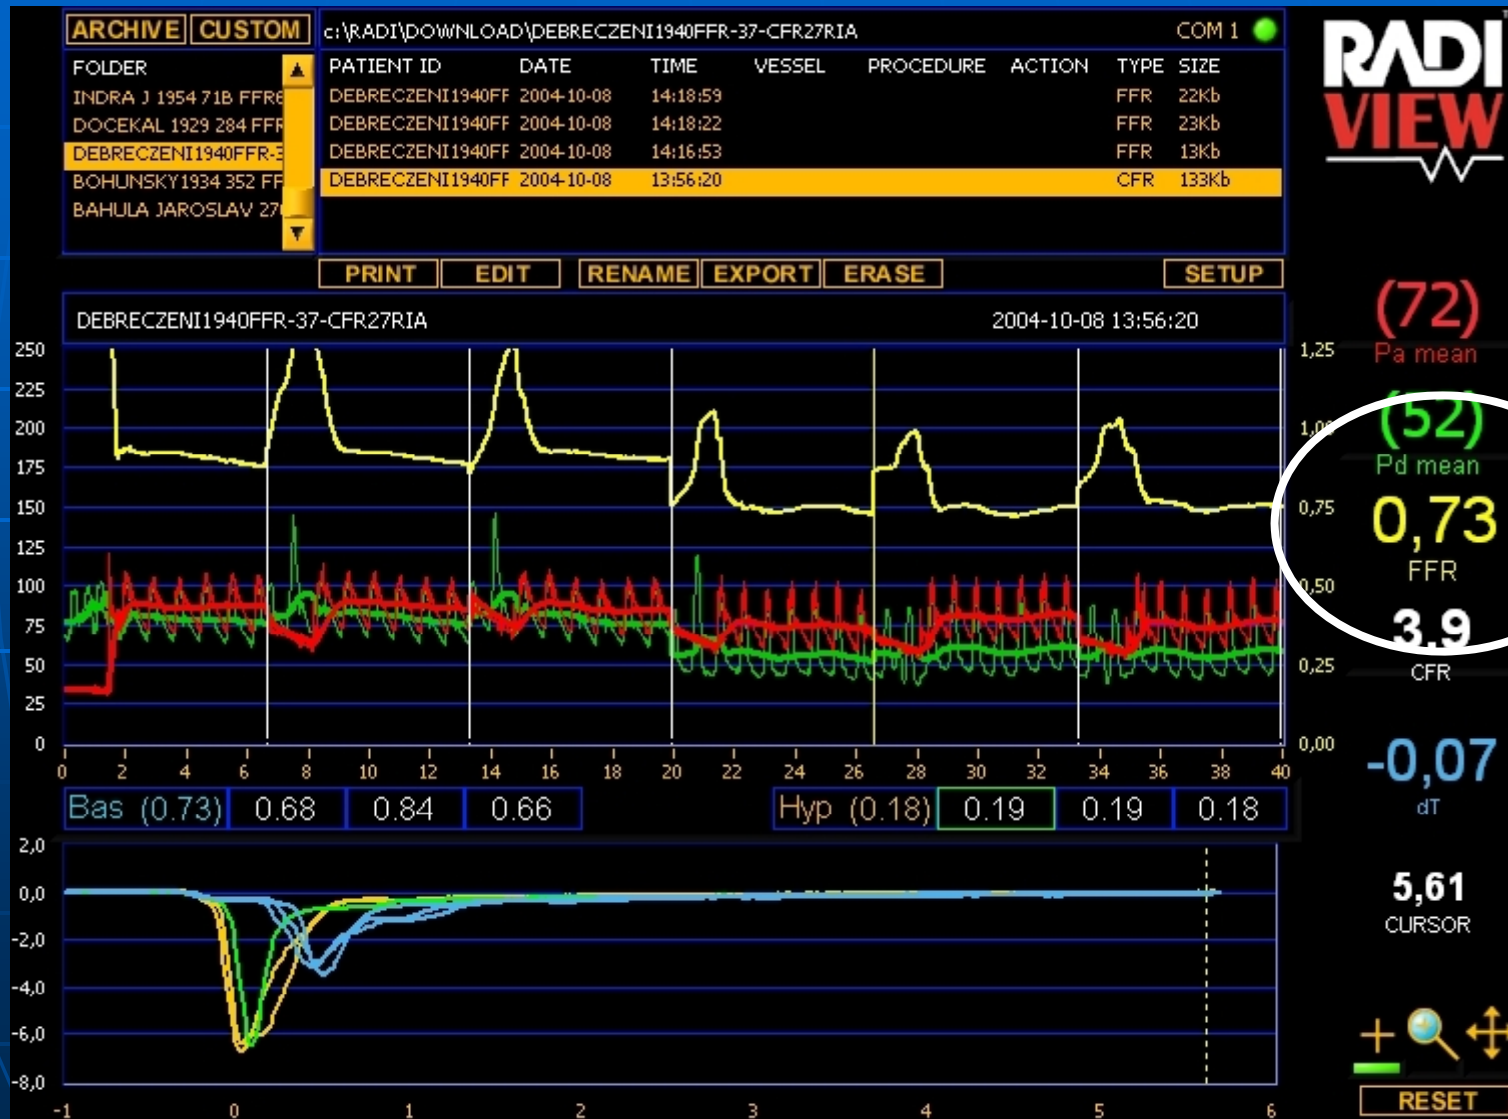 ARCHIVE CUSTOM c:\RADI\DOWNLOAD\DEBRECZENI1940FFR-37-CFR27RIA COM 1
RADI
VIEW
FOLDER PATIENT ID DATE TIME VESSEL PROCEDURE ACTION TYPE SIZE
INDRA J 1954 71B FFR6 DEBRECZENI1940FF 2004-10-08 14:18:59 FFR 22Kb
DOCEKAL 1929 284 FFR DEBRECZENI1940FF 2004-10-08 14:18:22 FFR 23Kb
DEBRECZENI1940FFR-3 DEBRECZENI1940FF 2004-10-08 14:16:53 FFR 13Kb
BOHUNSKY1934 352 FF DEBRECZENI1940FF 2004-10-08 13:56:20 CFR 133Kb
BAHULA JAROSLAV 27
PRINT EDIT RENAME EXPORT ERASE SETUP
DEBRECZENI1940FFR-37-CFR27RIA 2004-10-08 13:56:20
(72)
Pa mean
(52)
Pd mean
0,73
FFR
3,9
CFR
-0,07
dT
5,61
CURSOR
250
225
200
175
150
125
100
75
50
25
0
1,25
1,00
0,75
0,50
0,25
0,00
0 2 4 6 8 10 12 14 16 18 20 22 24 26 28 30 32 34 36 38 40
Bas (0.73) 0.68 0.84 0.66 Hyp (0.18) 0.19 0.19 0.18
2,0
0,0
-2,0
-4,0
-6,0
-8,0
-1 0 1 2 3 4 5 6
RESET